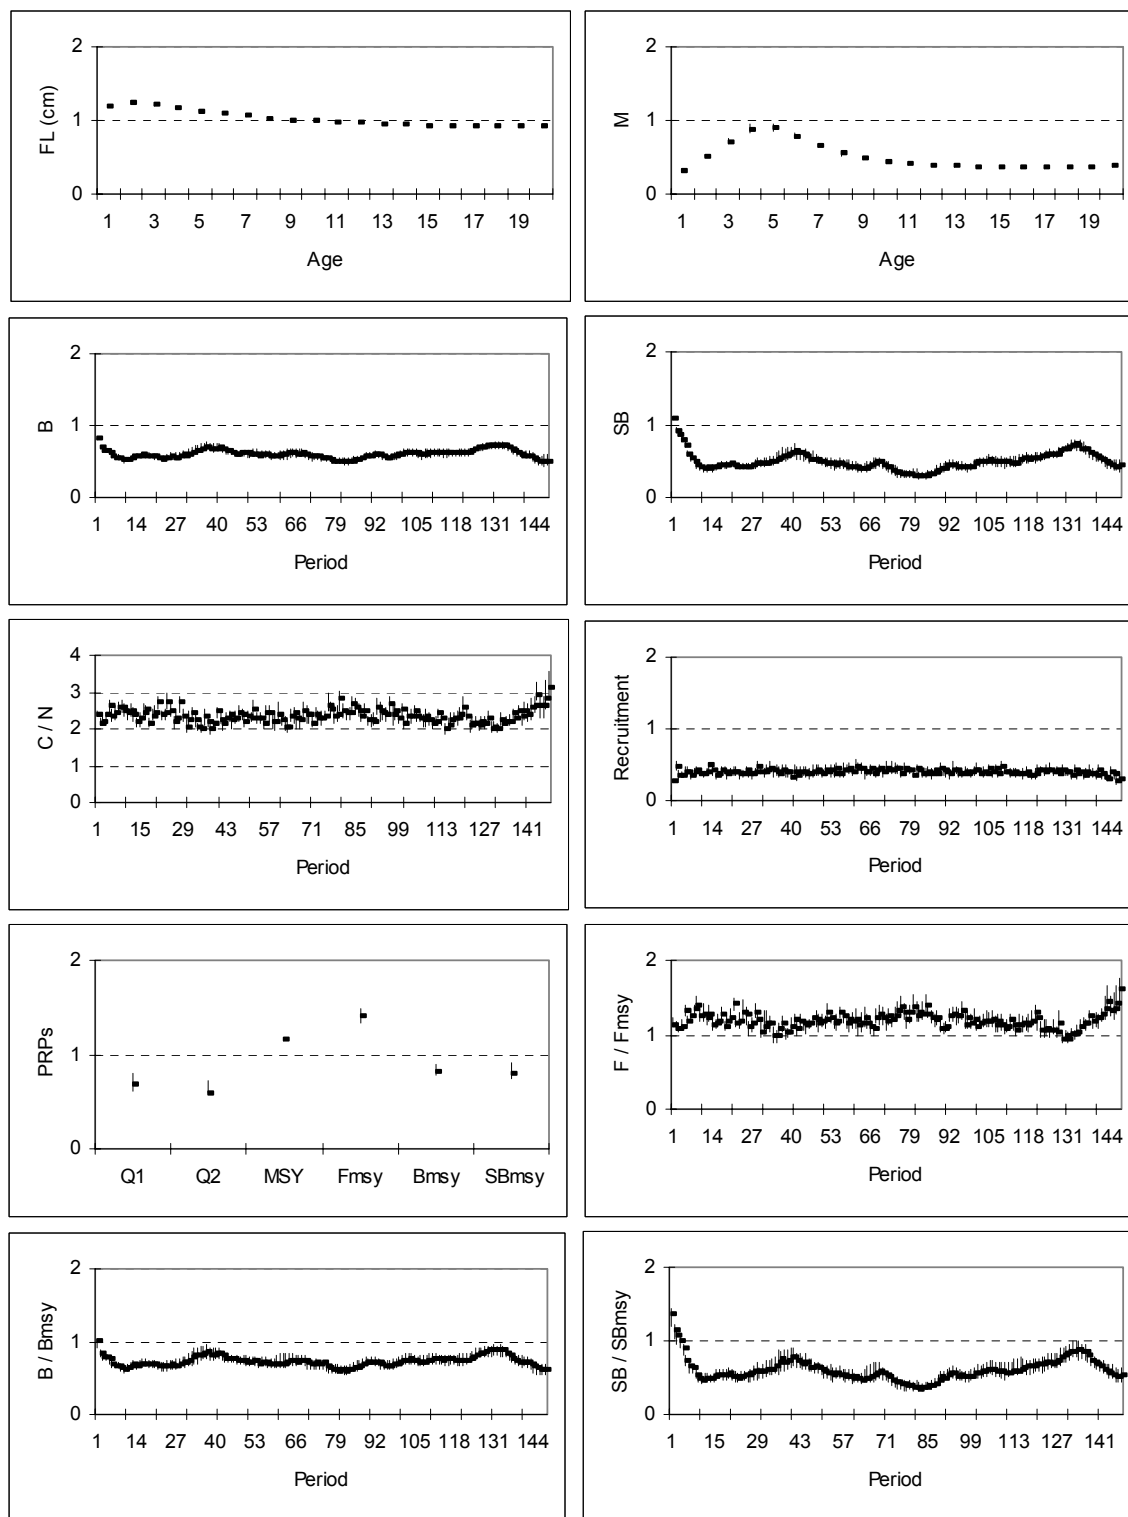 2
1
0
FL (cm)
1 3 5 7 9 11 13 15 17 19
Age
2
1
0
M
1 3 5 7 9 11 13 15 17 19
Age
2
1
0
B
1 14 27 40 53 66 79 92 105 118 131 144
Period
2
1
0
SB
1 14 27 40 53 66 79 92 105 118 131 144
Period
4
3
2
1
0
C / N
1 15 29 43 57 71 85 99 113 127 141
Period
2
1
0
Recruitment
1 14 27 40 53 66 79 92 105 118 131 144
Period
2
1
0
PRPs
Q1 Q2 MSY Fmsy Bmsy SBmsy
2
1
0
F / Fmsy
1 14 27 40 53 66 79 92 105 118 131 144
Period
2
1
0
B / Bmsy
1 14 27 40 53 66 79 92 105 118 131 144
Period
2
1
0
SB / SBmsy
1 15 29 43 57 71 85 99 113 127 141
Period